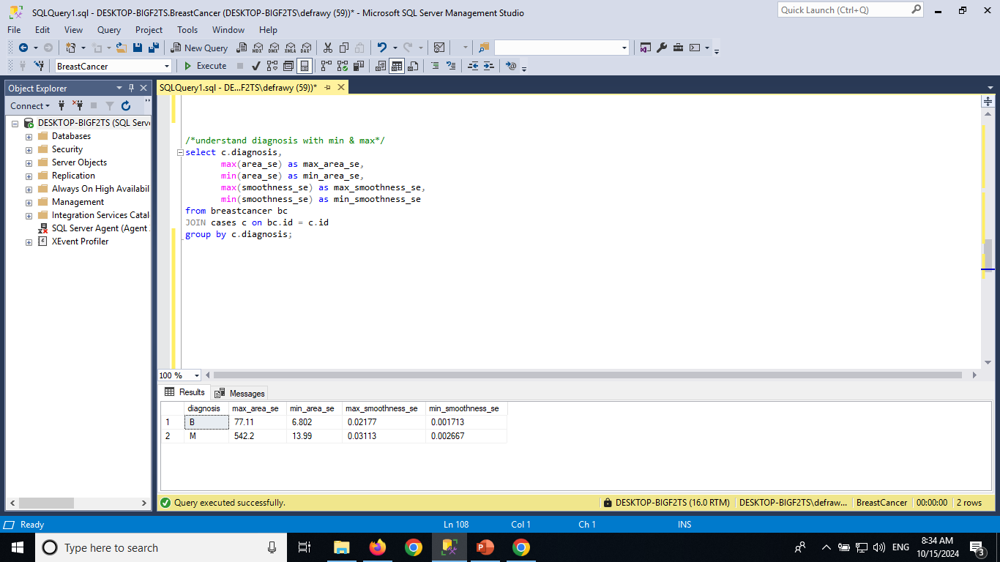 SQLQuery1.sql - DESKTOP-BIGF2TS.BreastCancer (DESKTOP-BIGF2TS\defrawy (59))* - Microsoft SQL Server Management Studio
Quick Launch (Ctrl+Q)
File Edit View Query Project Tools Window Help
New Query MDX DMX XMLA DAX
BreastCancer Execute
Object Explorer
SQLQuery1.sql - DE...F2TS\defrawy (59))*
Connect
DESKTOP-BIGF2TS (SQL Serv
Databases
Security
Server Objects
Replication
Always On High Availabil
Management
Integration Services Catal
SQL Server Agent (Agent
XEvent Profiler
/*understand diagnosis with min & max*/
select c.diagnosis,
max(area_se) as max_area_se,
min(area_se) as min_area_se,
max(smoothness_se) as max_smoothness_se,
min(smoothness_se) as min_smoothness_se
from breastcancer bc
JOIN cases c on bc.id = c.id
group by c.diagnosis;
100 %
Results Messages
diagnosis max_area_se min_area_se max_smoothness_se min_smoothness_se
1 B 77.11 6.802 0.02177 0.001713
2 M 542.2 13.99 0.03113 0.002667
Query executed successfully. DESKTOP-BIGF2TS (16.0 RTM) DESKTOP-BIGF2TS\defraw... BreastCancer 00:00:00 2 rows
Ready Ln 108 Col 1 Ch 1 INS
Type here to search
ENG
8:34 AM
10/15/2024
3